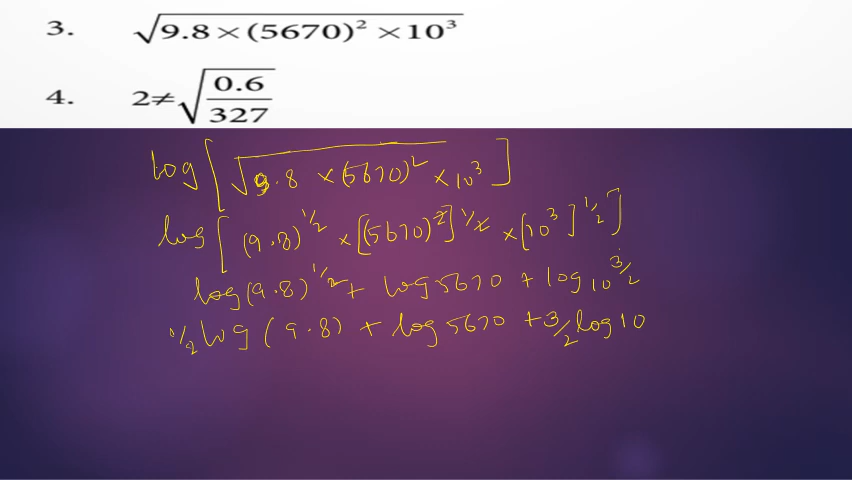 3. √9.8×(5670)²×10³
4. 2≠√0.6/327
log[√9.8 ×(5670)² ×10³]
log[(9.8)^1/2 ×[(5670)^2]^1/2 ×[10^3]^1/2]
log(9.8)^1/2 + log 5670 + log 10^3/2
1/2 log(9.8) + log 5670 + 3/2 log 10